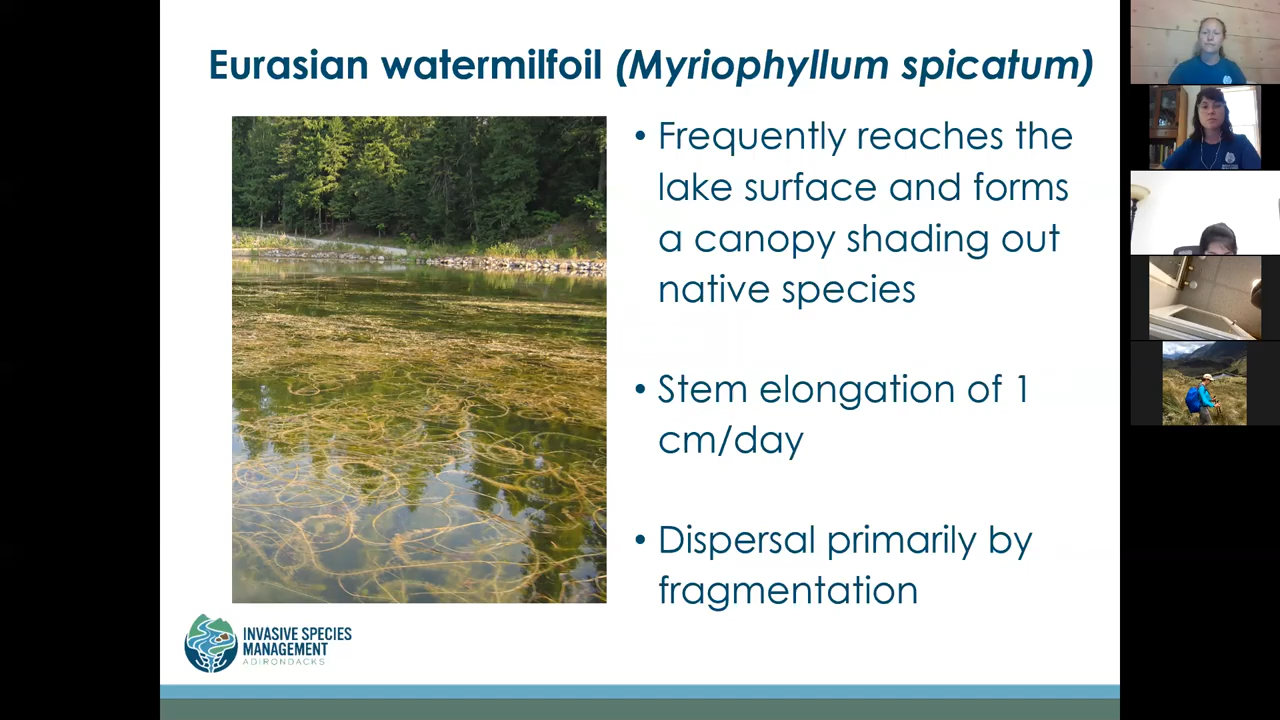 Eurasian watermilfoil (Myriophyllum spicatum)
• Frequently reaches the
lake surface and forms
a canopy shading out
native species
• Stem elongation of 1
cm/day
• Dispersal primarily by
fragmentation
INVASIVE SPECIES
MANAGEMENT
ADIRONDACKS